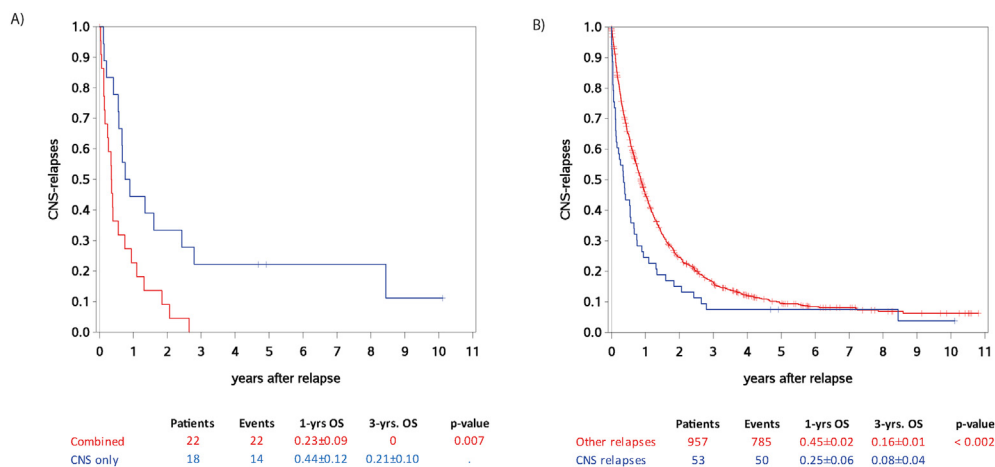 A)
CNS-relapses
1.0
0.9
0.8
0.7
0.6
0.5
0.4
0.3
0.2
0.1
0.0
0 1 2 3 4 5 6 7 8 9 10 11
years after relapse
Patients Events 1-yrs OS 3-yrs. OS p-value
Combined 22 22 0.23±0.09 0 0.007
CNS only 18 14 0.44±0.12 0.21±0.10 .
B)
CNS-relapses
1.0
0.9
0.8
0.7
0.6
0.5
0.4
0.3
0.2
0.1
0.0
0 1 2 3 4 5 6 7 8 9 10 11
years after relapse
Patients Events 1-yrs OS 3-yrs. OS p-value
Other relapses 957 785 0.45±0.02 0.16±0.01 < 0.002
CNS relapses 53 50 0.25±0.06 0.08±0.04